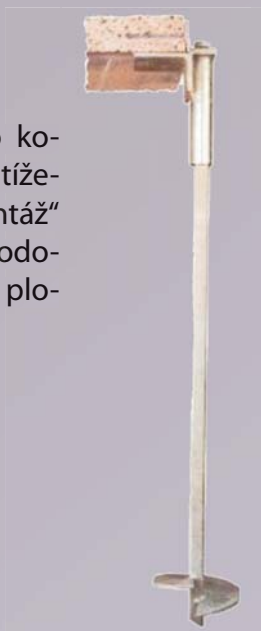 ko-
tíže-
ntáž“
odo-
plo-